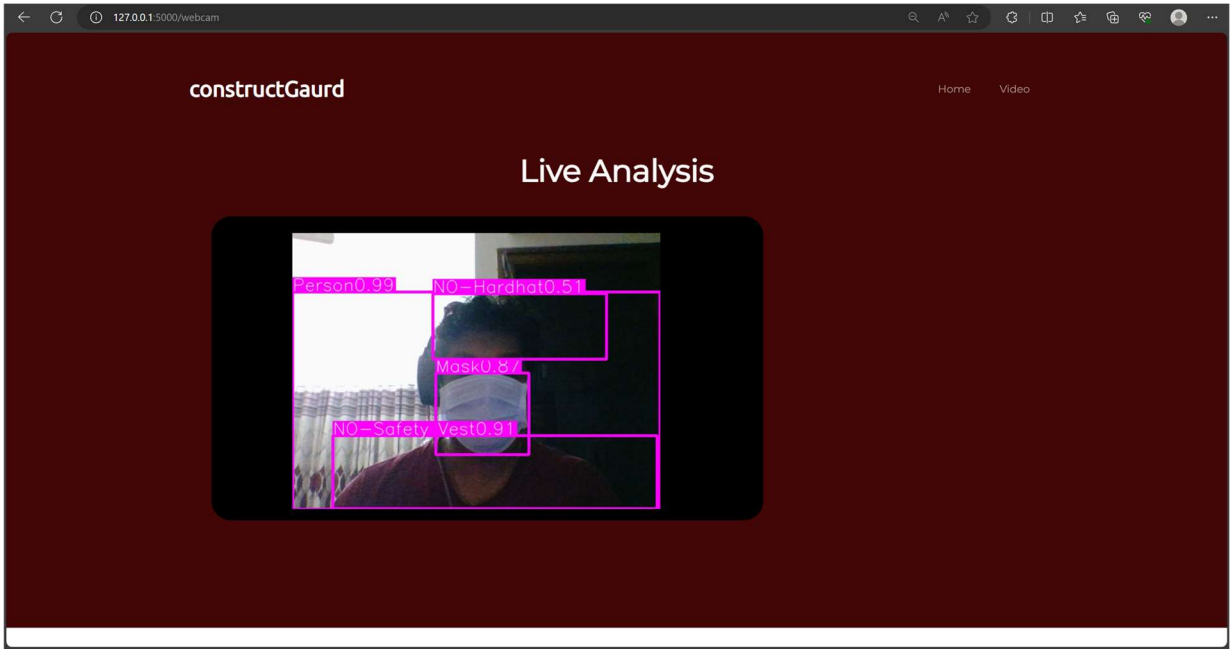 127.0.0.1:5000/webcam
constructGaurd
Home Video
Live Analysis
Person0.99
NO-Hardhat0.51
Mask0.87
NO-Safety Vest0.91